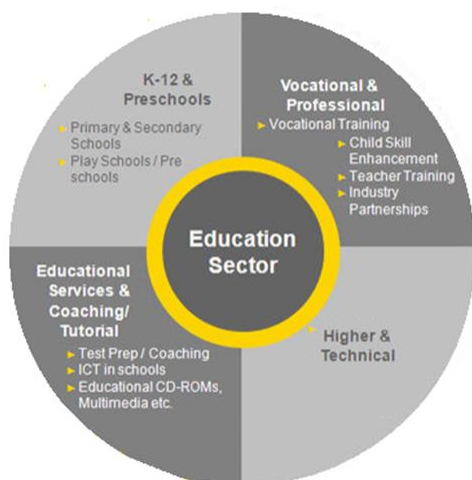 K-12 &
Preschools
Primary & Secondary
Schools
Play Schools / Pre
schools
Vocational &
Professional
Vocational Training
Child Skill
Enhancement
Teacher Training
Industry
Partnerships
Education
Sector
Educational
Services &
Coaching/
Tutorial
Test Prep / Coaching
ICT in schools
Educational CD-ROMs,
Multimedia etc.
Higher &
Technical